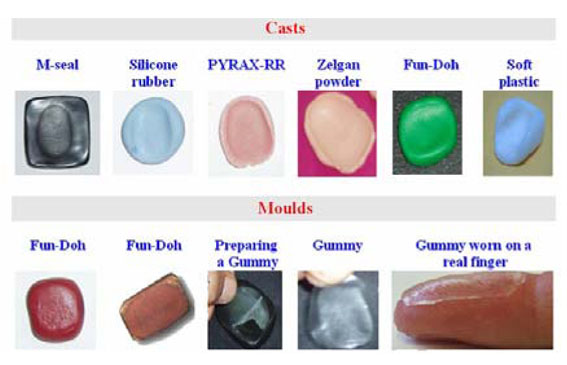 Casts
M-seal
Silicone
rubber
PYRAX-RR
Zelgan
powder
Fun-Doh
Soft
plastic
Moulds
Fun-Doh
Fun-Doh
Preparing
a Gummy
Gummy
Gummy worn on a
real finger